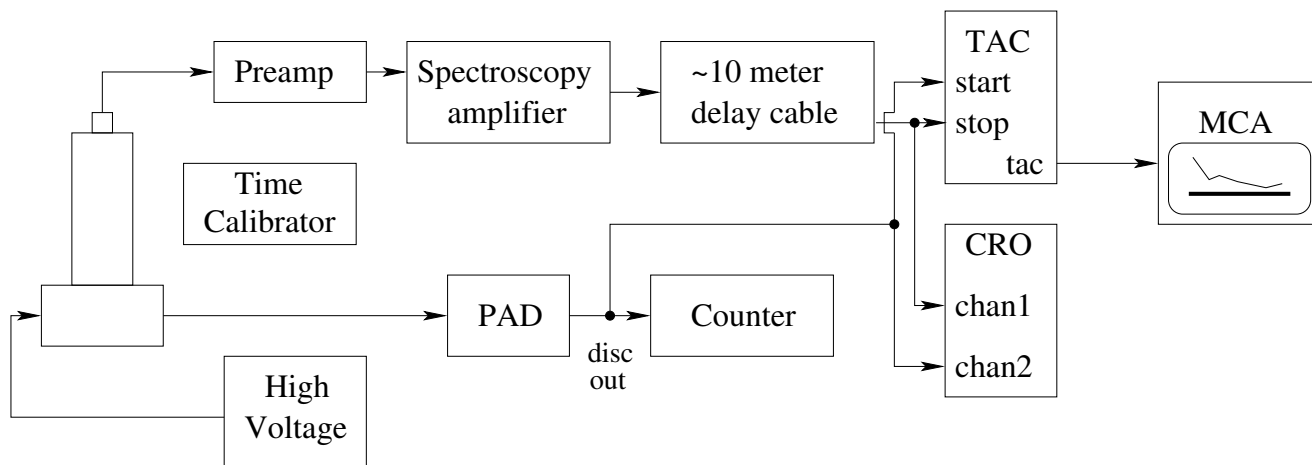 Preamp
Spectroscopy
amplifier
~10 meter
delay cable
TAC
start
stop
tac
MCA
Time
Calibrator
PAD
disc
out
Counter
CRO
chan1
chan2
High
Voltage